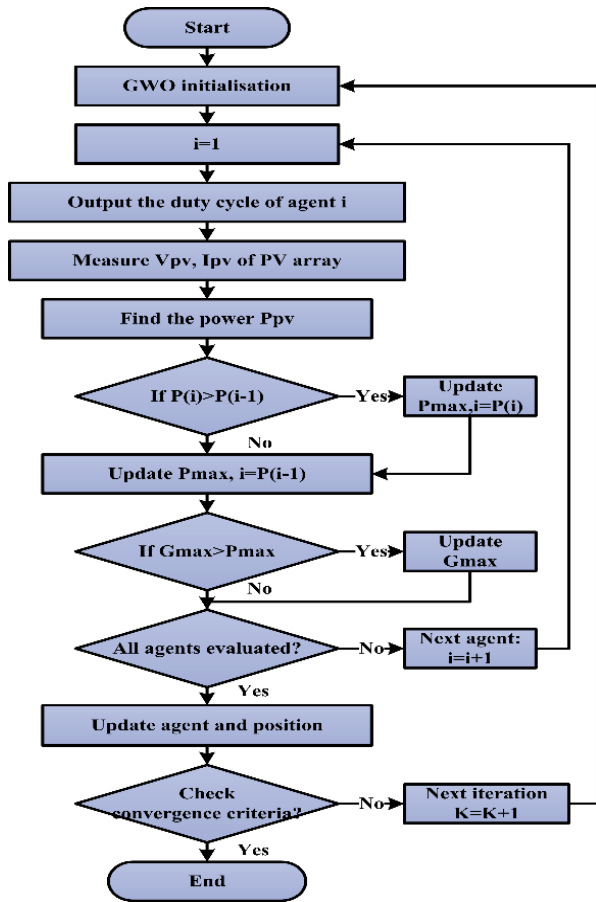 Start
GWO initialisation
i=1
Output the duty cycle of agent i
Measure Vpv, Ipv of PV array
Find the power Ppv
If P(i)>P(i-1)
Yes
Update
Pmax,i=P(i)
No
Update Pmax, i=P(i-1)
If Gmax>Pmax
Yes
Update
Gmax
No
All agents evaluated?
No
Next agent:
i=i+1
Yes
Update agent and position
Check
convergence criteria?
No
Next iteration
K=K+1
Yes
End